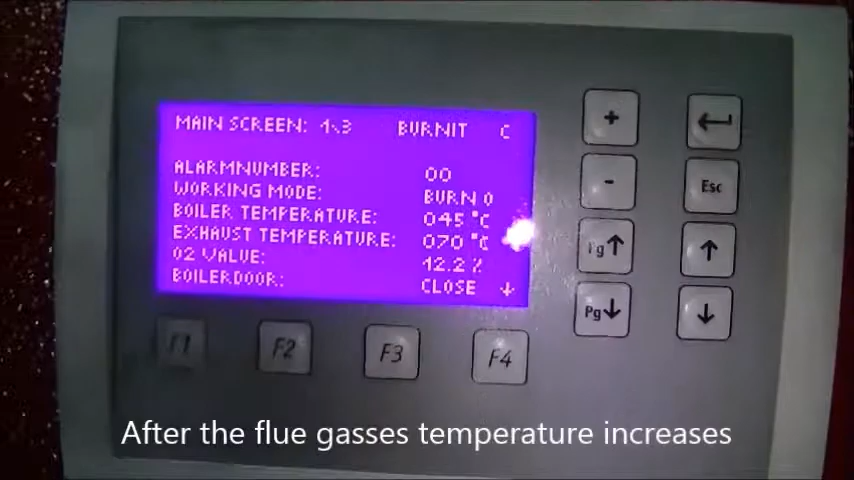 MAIN SCREEN: 1\3 BURNIT C
ALARMNUMBER: 00
WORKING MODE: BURN 0
BOILER TEMPERATURE: 045 °C
EXHAUST TEMPERATURE: 070 °C
O2 VALUE: 12.2 %
BOILERDOOR: CLOSE ↓
+ ←
- Esc
Pg↑ ↑
Pg↓ ↓
F1 F2 F3 F4
After the flue gasses temperature increases